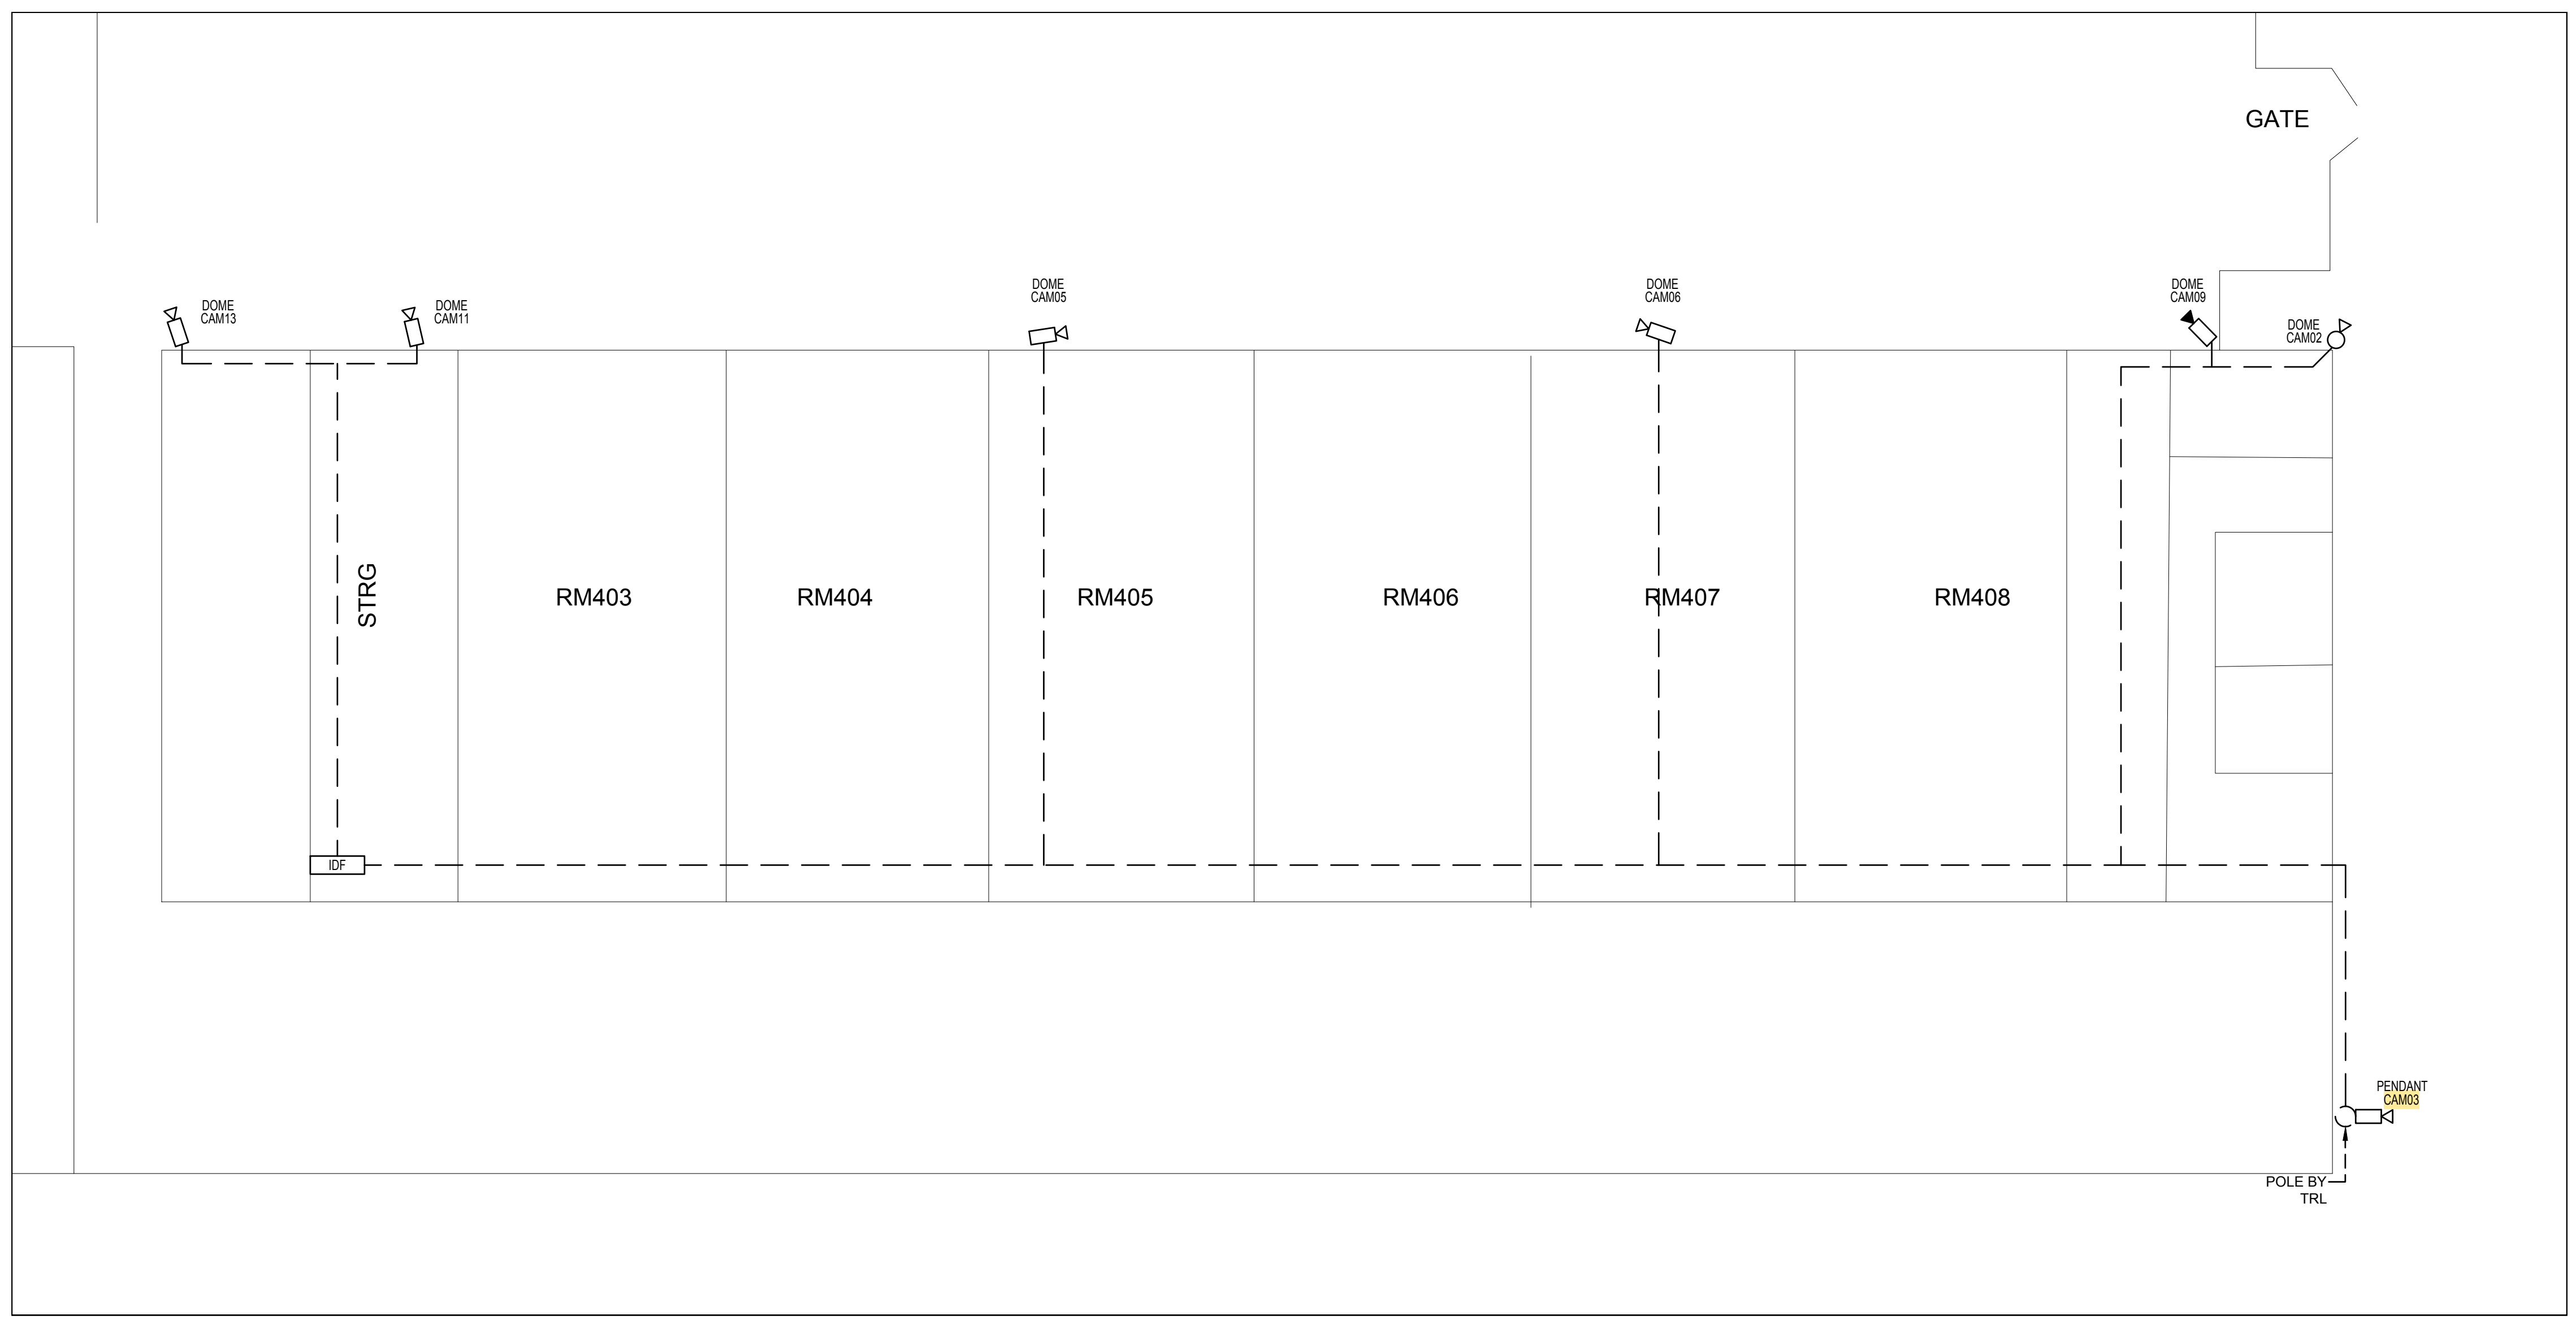 GATE
DOME
CAM13
DOME
CAM11
DOME
CAM05
DOME
CAM06
DOME
CAM09
DOME
CAM02
STRG
RM403
RM404
RM405
RM406
RM407
RM408
IDF
PENDANT
CAM03
POLE BY
TRL